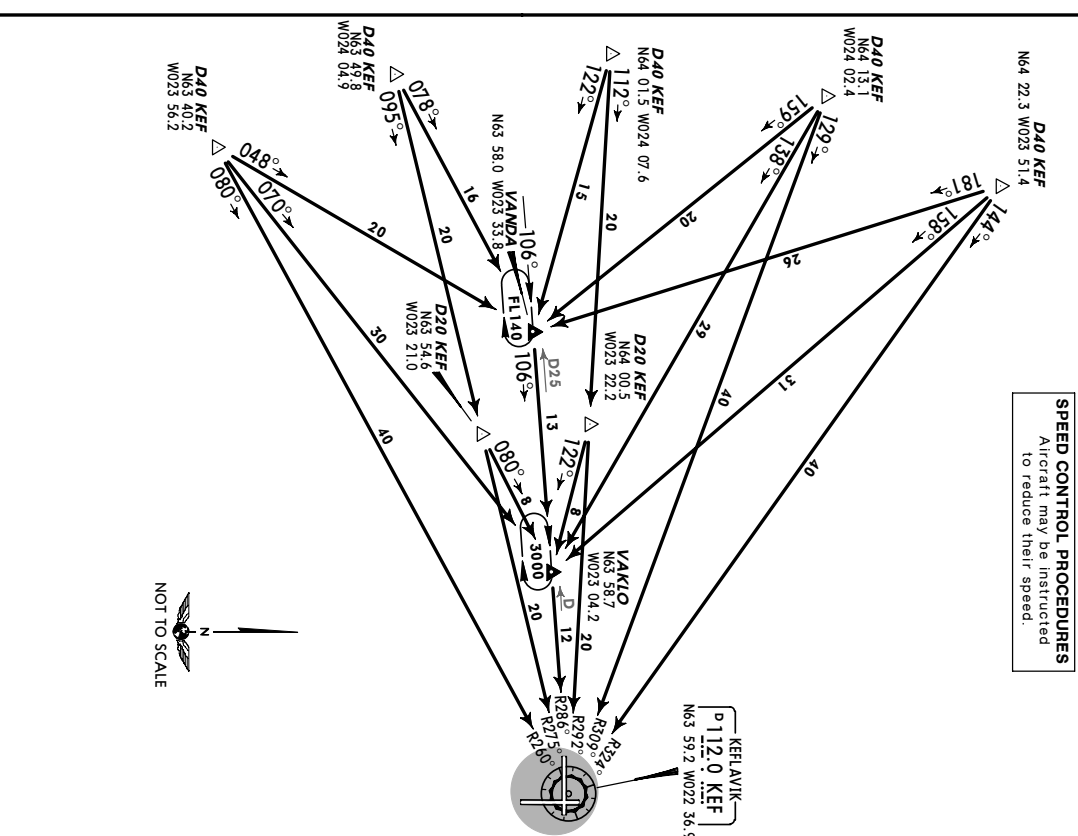 SPEED CONTROL PROCEDURES
Aircraft may be instructed
to reduce their speed.
D40 KEF
N64 22.3 W023 51.4
181°
158°
144°
D40 KEF
N64 13.1
W024 02.4
159°
138°
129°
D40 KEF
N64 01.5 W024 07.6
112°
122°
D40 KEF
N63 49.8
W024 04.9
078°
095°
D40 KEF
N63 40.2
W023 56.2
048°
070°
080°
26
31
40
20
29
40
15
20
16
20
20
30
40
VANDA
N63 58.0 W023 33.8
106°
FL140
106°
D25
13
D20 KEF
N64 00.5
W023 22.2
122°
8
20
D20 KEF
N63 54.6
W023 21.0
080°
8
20
VAKLO
N63 58.7
W023 04.2
3000
D
12
R324°
R309°
R292°
R286°
R275°
R260°
KEFLAVIK
D 112.0 KEF
N63 59.2 W022 36.9
N
NOT TO SCALE